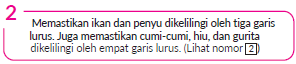 2
Memastikan ikan dan penyu dikelilingi oleh tiga garis
lurus. Juga memastikan cumi-cumi, hiu, dan gurita
dikelilingi oleh empat garis lurus. (Lihat nomor 2)